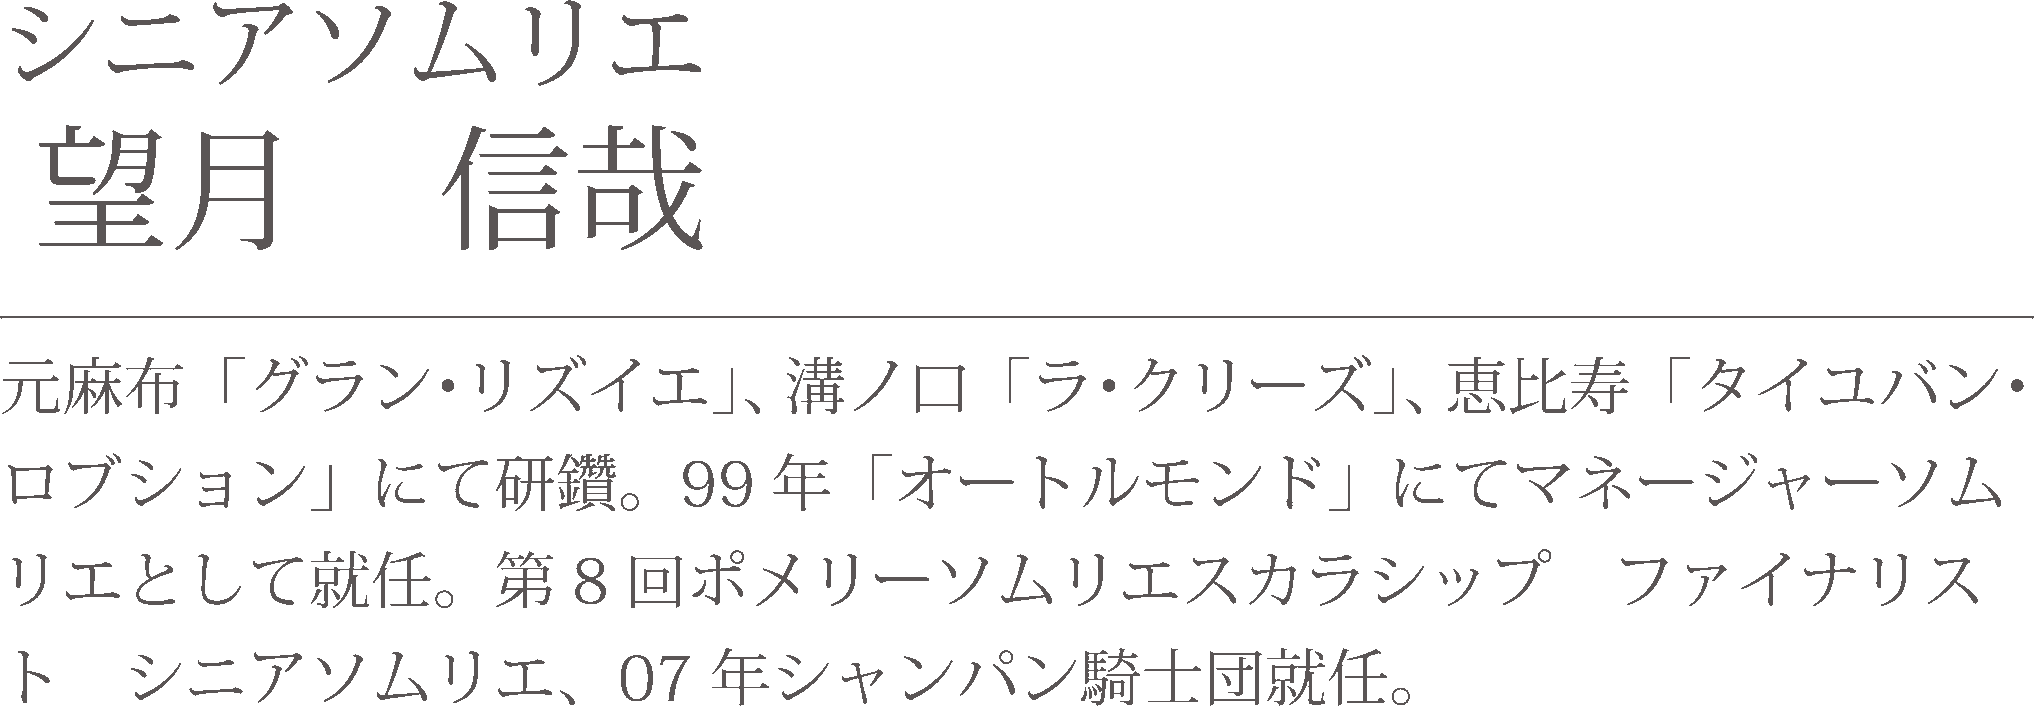 シニアソムリエ
望月　信哉
元麻布「グラン・リズイエ」、溝ノ口「ラ・クリーズ」、恵比寿「タイユバン・
ロブション」にて研鑽。99 年「オートルモンド」にてマネージャーソム
リエとして就任。第 8 回ポメリーソムリエスカラシップ　ファイナリス
ト　シニアソムリエ、07 年シャンパン騎士団就任。